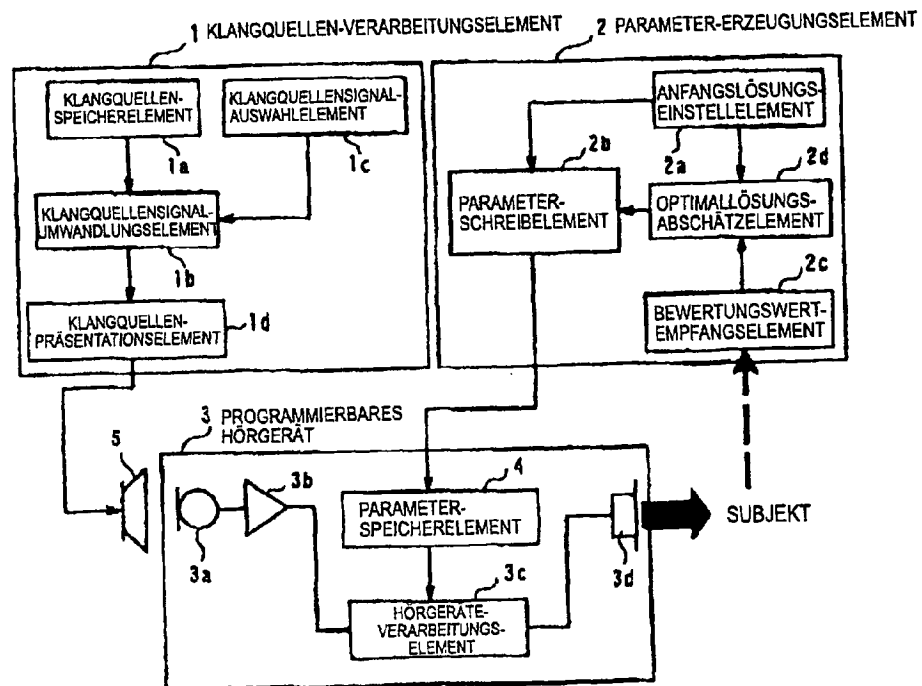 1 KLANGQUELLEN-VERARBEITUNGSELEMENT
KLANGQUELLEN-
SPEICHERELEMENT
1a
KLANGQUELLENSIGNAL-
AUSWAHLELEMENT
1c
KLANGQUELLENSIGNAL-
UMWANDLUNGSELEMENT
1b
KLANGQUELLEN-
PRÄSENTATIONSELEMENT
1d
2 PARAMETER-ERZEUGUNGSELEMENT
ANFANGSLÖSUNGS-
EINSTELLELEMENT
2a
2b
PARAMETER-
SCHREIBELEMENT
2d
OPTIMALLÖSUNGS-
ABSCHÄTZELEMENT
2c
BEWERTUNGSWERT-
EMPFANGSELEMENT
3 PROGRAMMIERBARES
HÖRGERÄT
5
3a
3b
4
PARAMETER-
SPEICHERELEMENT
3c
HÖRGERÄTE-
VERARBEITUNGS-
ELEMENT
3d
SUBJEKT